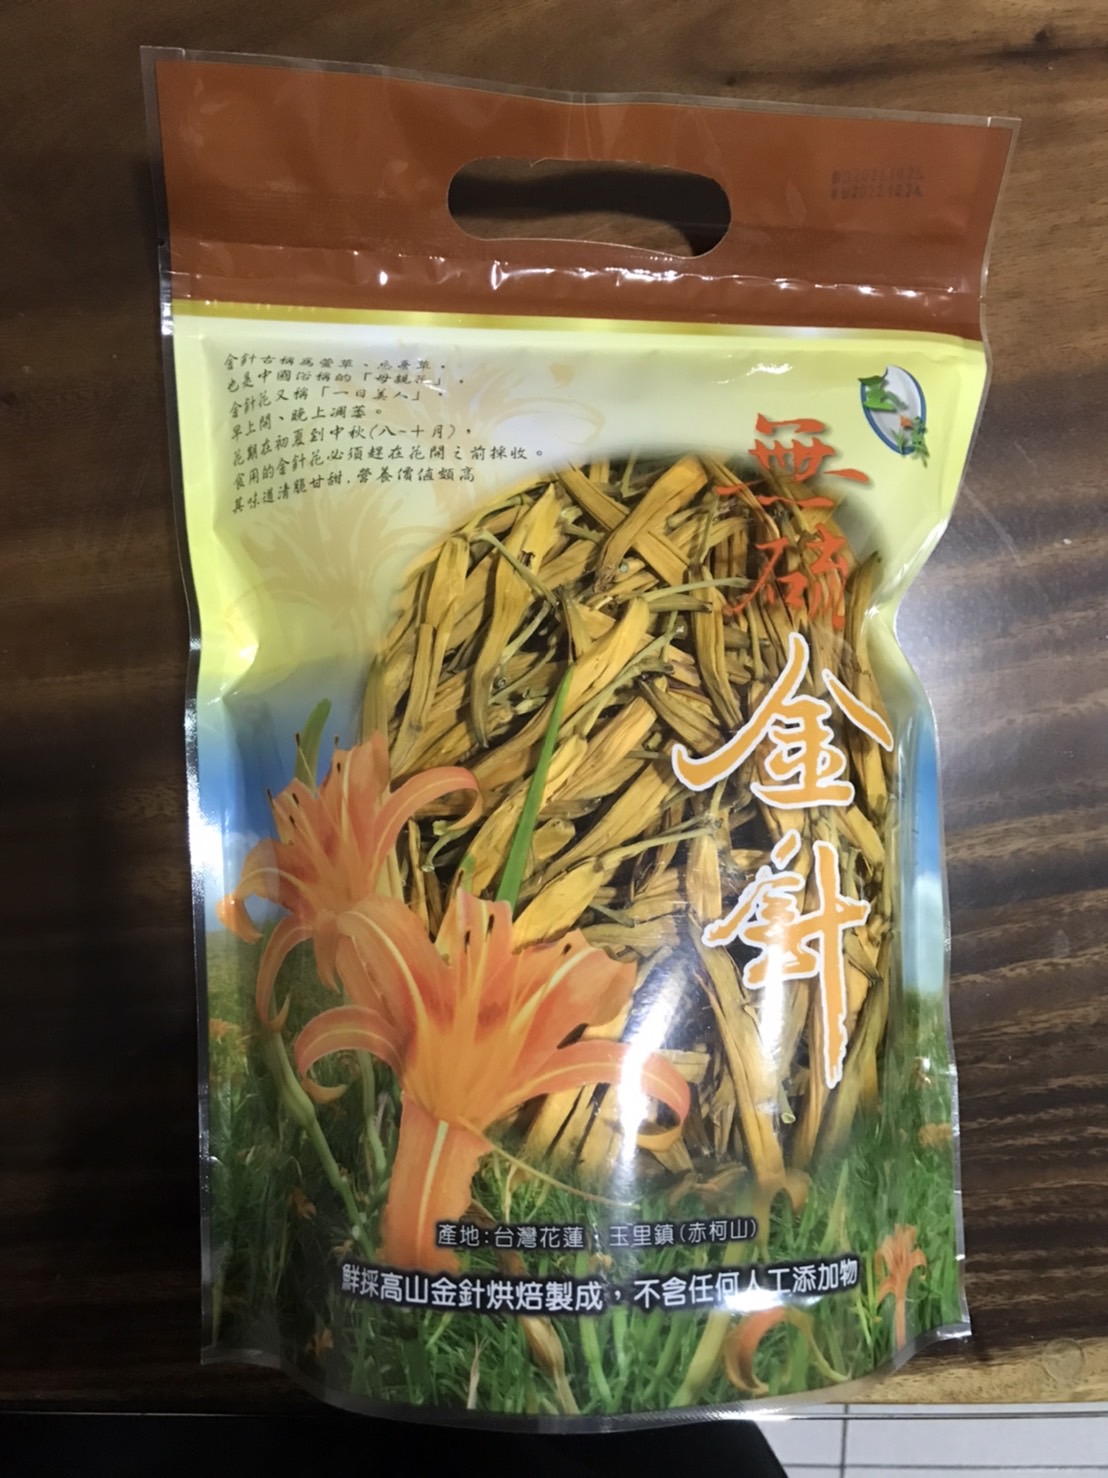 金針古稱為萱草、忘憂草。
也是中國俗稱的「母親花」。
金針花又稱「一日美人」,
早上開、晚上凋萎。
花期在初夏到中秋(八~十月),
食用的金針花必須趕在花開之前採收。
其味道清脆甘甜.營養價值頗高
無硫
金針
產地:台灣花蓮 玉里鎮(赤柯山)
鮮採高山金針烘焙製成,不含任何人工添加物